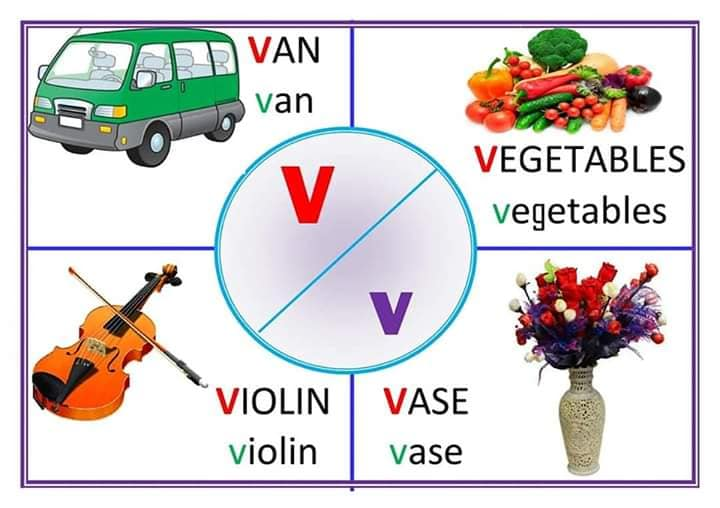 VAN
van
VEGETABLES
vegetables
V
v
VIOLIN
violin
VASE
vase